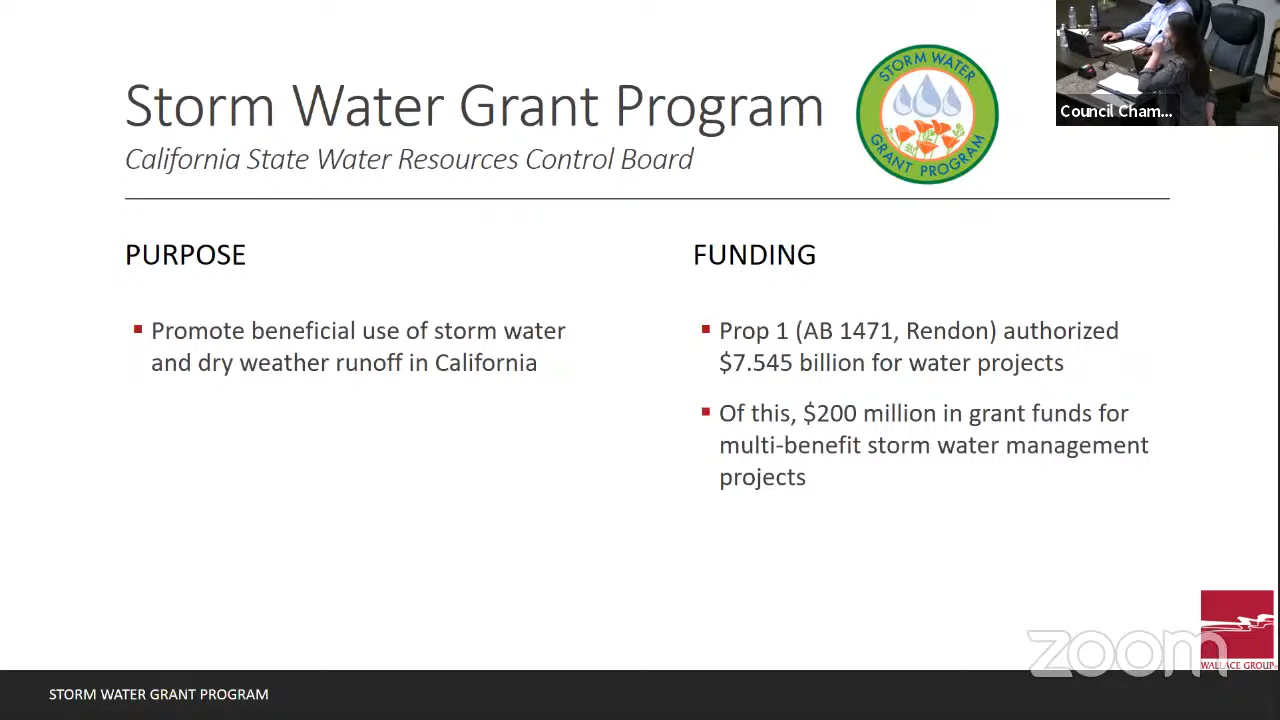 Storm Water Grant Program
California State Water Resources Control Board
STORM WATER
GRANT PROGRAM
Council Cham...
PURPOSE
▪ Promote beneficial use of storm water
and dry weather runoff in California
FUNDING
▪ Prop 1 (AB 1471, Rendon) authorized
$7.545 billion for water projects
▪ Of this, $200 million in grant funds for
multi-benefit storm water management
projects
zoom
WALLACE GROUP
STORM WATER GRANT PROGRAM